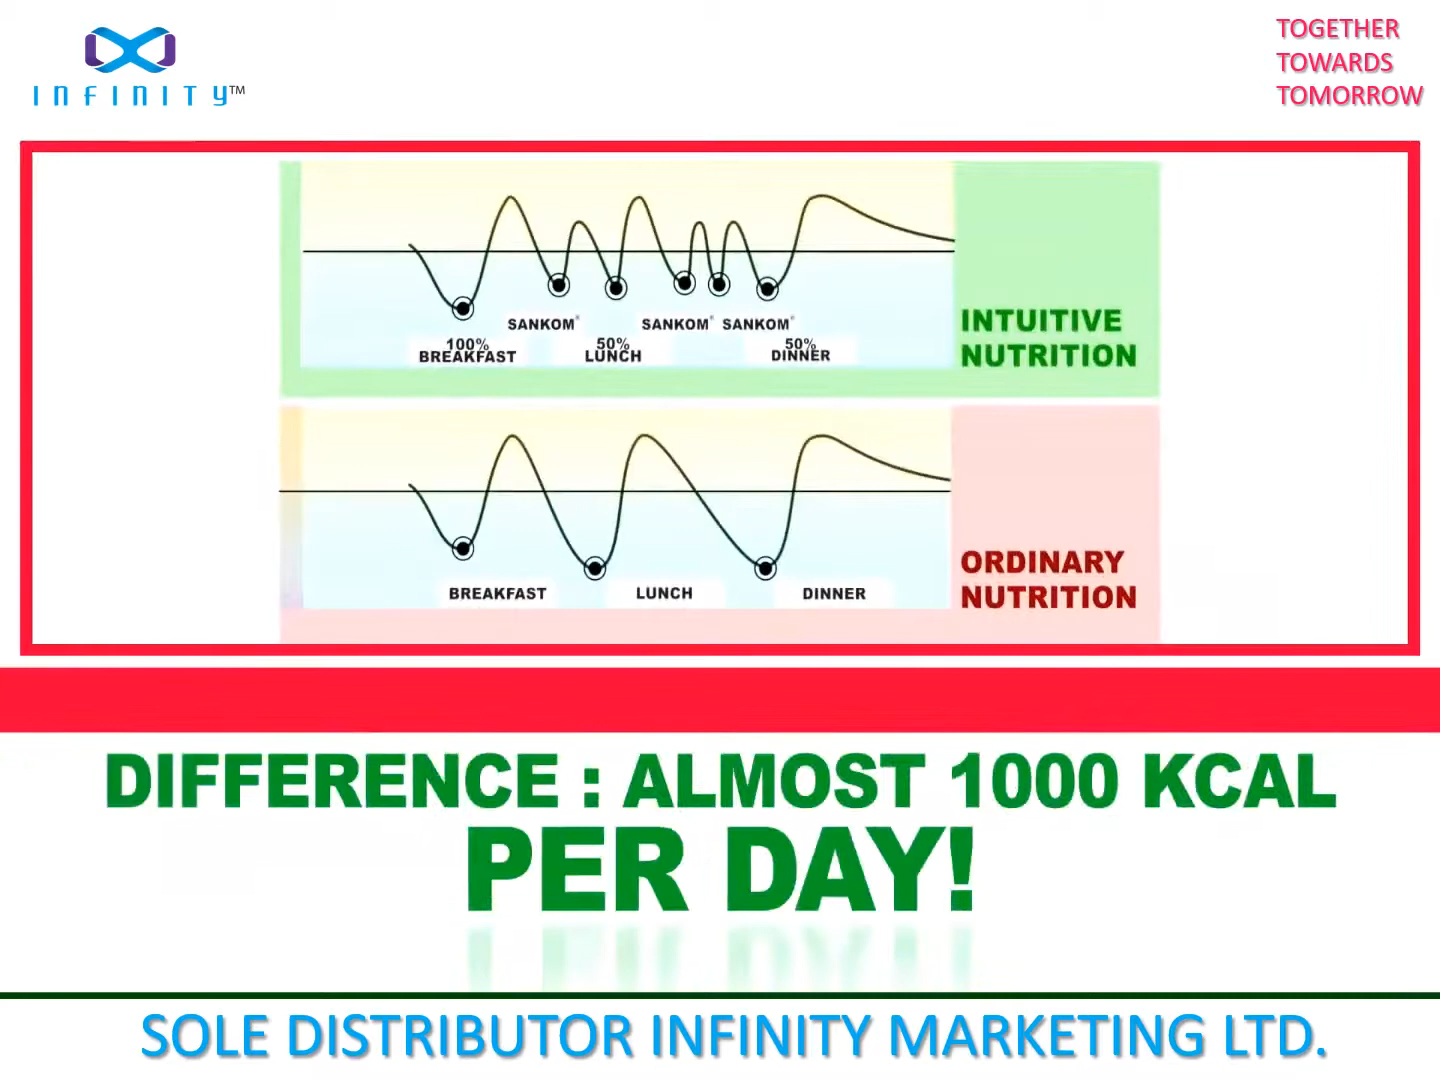 INFINITY™
TOGETHER
TOWARDS
TOMORROW
SANKOM® SANKOM® SANKOM®
100% 50% 50%
BREAKFAST LUNCH DINNER
INTUITIVE
NUTRITION
BREAKFAST LUNCH DINNER
ORDINARY
NUTRITION
DIFFERENCE : ALMOST 1000 KCAL
PER DAY!
SOLE DISTRIBUTOR INFINITY MARKETING LTD.